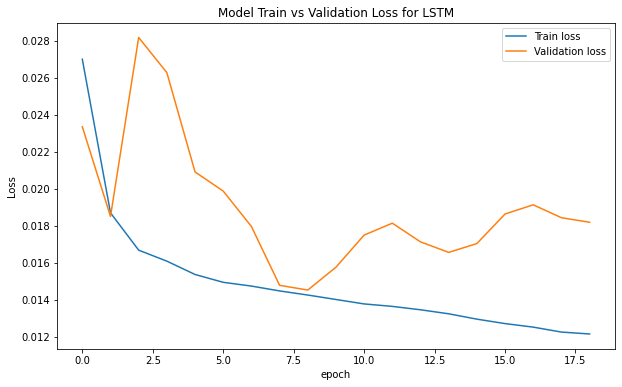 Model Train vs Validation Loss for LSTM
Train loss
Validation loss
Loss
0.028
0.026
0.024
0.022
0.020
0.018
0.016
0.014
0.012
0.0 2.5 5.0 7.5 10.0 12.5 15.0 17.5
epoch